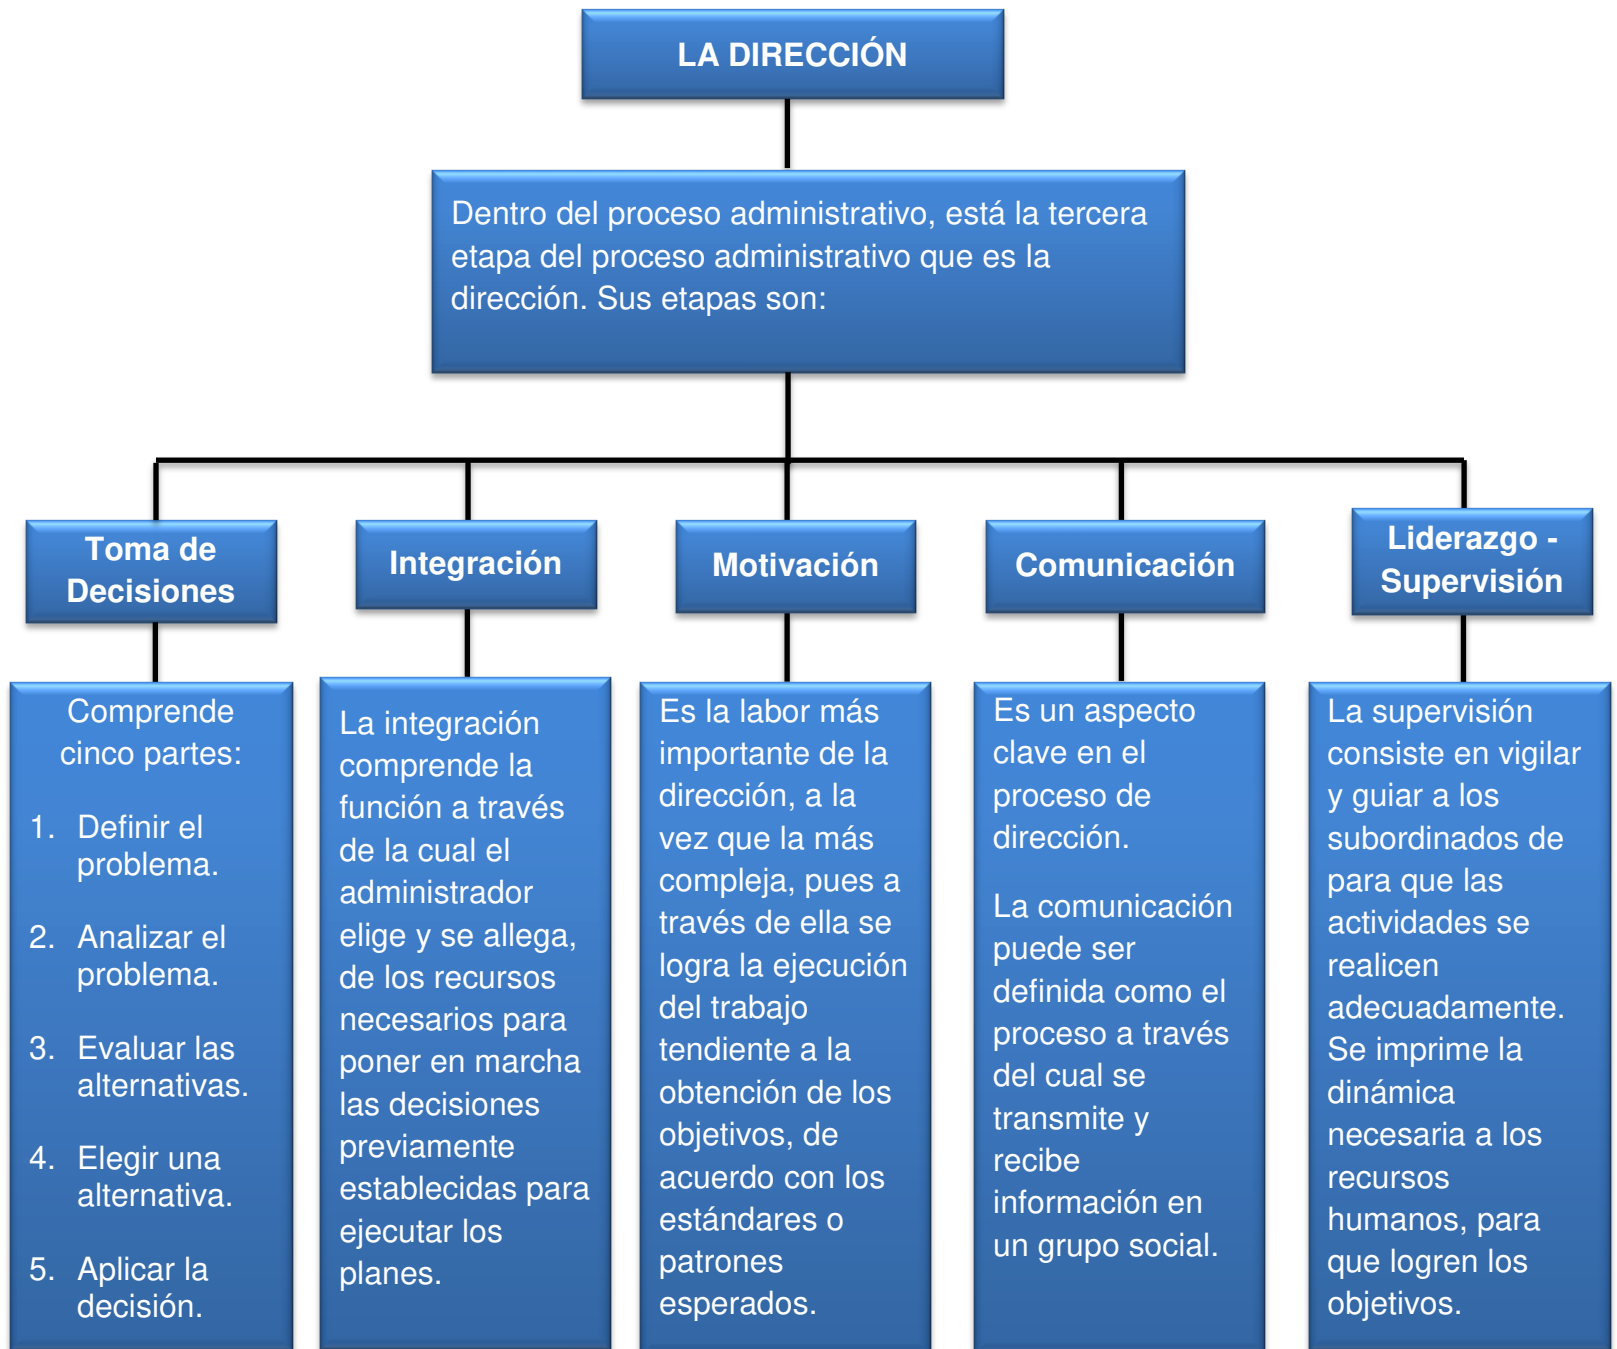 LA DIRECCIÓN
Dentro del proceso administrativo, está la tercera
etapa del proceso administrativo que es la
dirección. Sus etapas son:
Toma de
Decisiones
Comprende
cinco partes:
1. Definir el
problema.
2. Analizar el
problema.
3. Evaluar las
alternativas.
4. Elegir una
alternativa.
5. Aplicar la
decisión.
Integración
La integración
comprende la
función a través
de la cual el
administrador
elige y se allega,
de los recursos
necesarios para
poner en marcha
las decisiones
previamente
establecidas para
ejecutar los
planes.
Motivación
Es la labor más
importante de la
dirección, a la
vez que la más
compleja, pues a
través de ella se
logra la ejecución
del trabajo
tendiente a la
obtención de los
objetivos, de
acuerdo con los
estándares o
patrones
esperados.
Comunicación
Es un aspecto
clave en el
proceso de
dirección.
La comunicación
puede ser
definida como el
proceso a través
del cual se
transmite y
recibe
información en
un grupo social.
Liderazgo -
Supervisión
La supervisión
consiste en vigilar
y guiar a los
subordinados de
para que las
actividades se
realicen
adecuadamente.
Se imprime la
dinámica
necesaria a los
recursos
humanos, para
que logren los
objetivos.